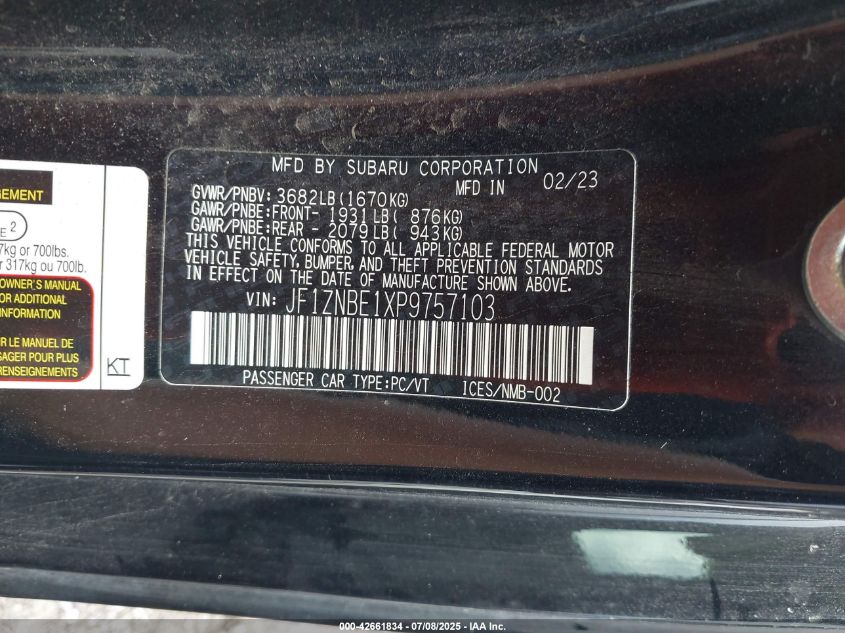 MFD BY SUBARU CORPORATION
MFD IN 02/23
GVWR/PNBV: 3682LB(1670KG)
GAWR/PNBE:FRONT- 1931LB( 876KG)
GAWR/PNBE:REAR - 2079LB( 943KG)
THIS VEHICLE CONFORMS TO ALL APPLICABLE FEDERAL MOTOR
VEHICLE SAFETY, BUMPER, AND THEFT PREVENTION STANDARDS
IN EFFECT ON THE DATE OF MANUFACTURE SHOWN ABOVE.
VIN: JF1ZNBE1XP9757103
PASSENGER CAR TYPE:PC/VT ICES/NMB-002
GEMENT
E 2
7kg or 700lbs.
r 317kg ou 700lb.
OWNER'S MANUAL
OR ADDITIONAL
INFORMATION
R LE MANUEL DE
SAGER POUR PLUS
RENSEIGNEMENTS
KT
000-42661834 - 07/08/2025 - IAA Inc.